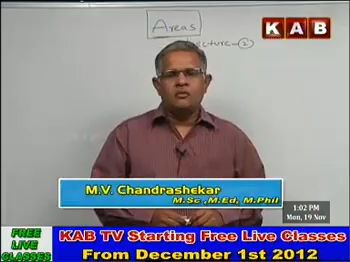 Areas
KAB
Lecture-②
M.V. Chandrashekar
M.Sc ,M.Ed, M.Phil
1:02 PM
Mon, 19 Nov
FREE
LIVE
CLASSES
KAB TV Starting Free Live Classes
From December 1st 2012